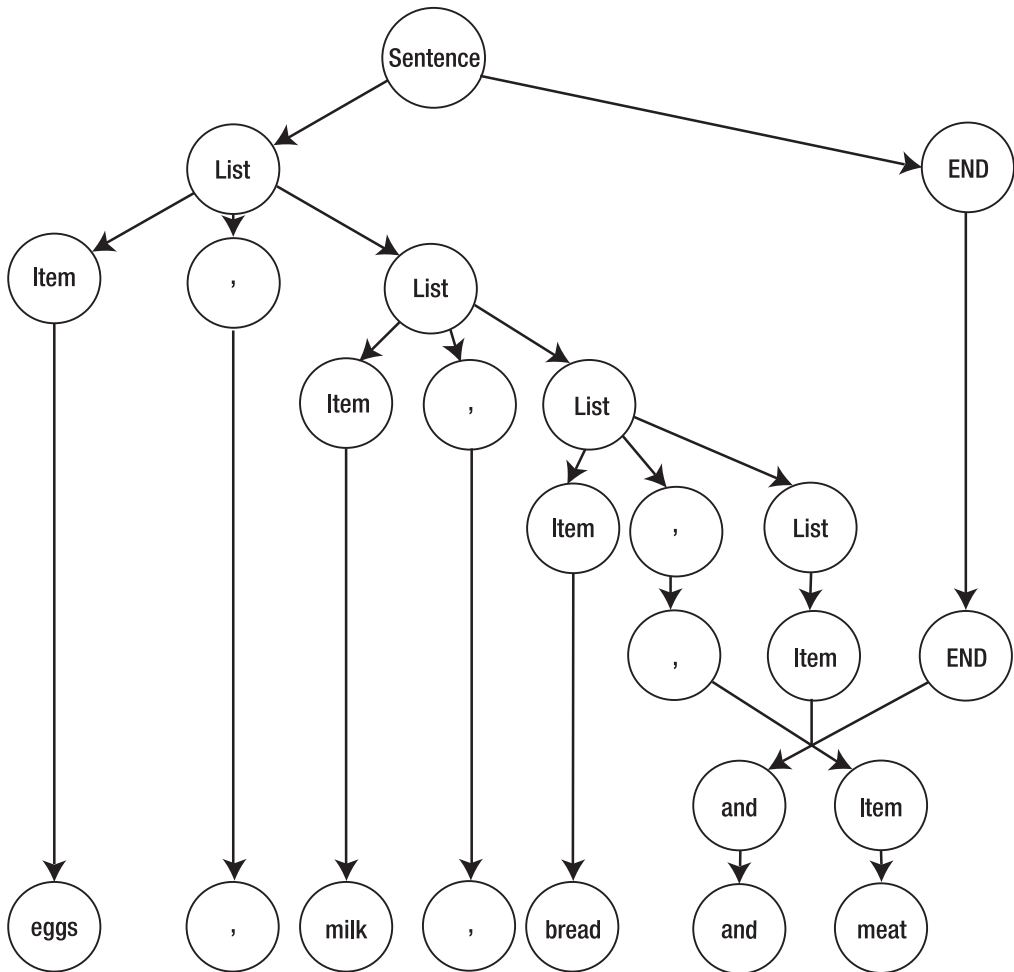 Sentence
List
END
Item
,
List
Item
,
List
Item
,
List
,
Item
END
and
Item
eggs
,
milk
,
bread
and
meat